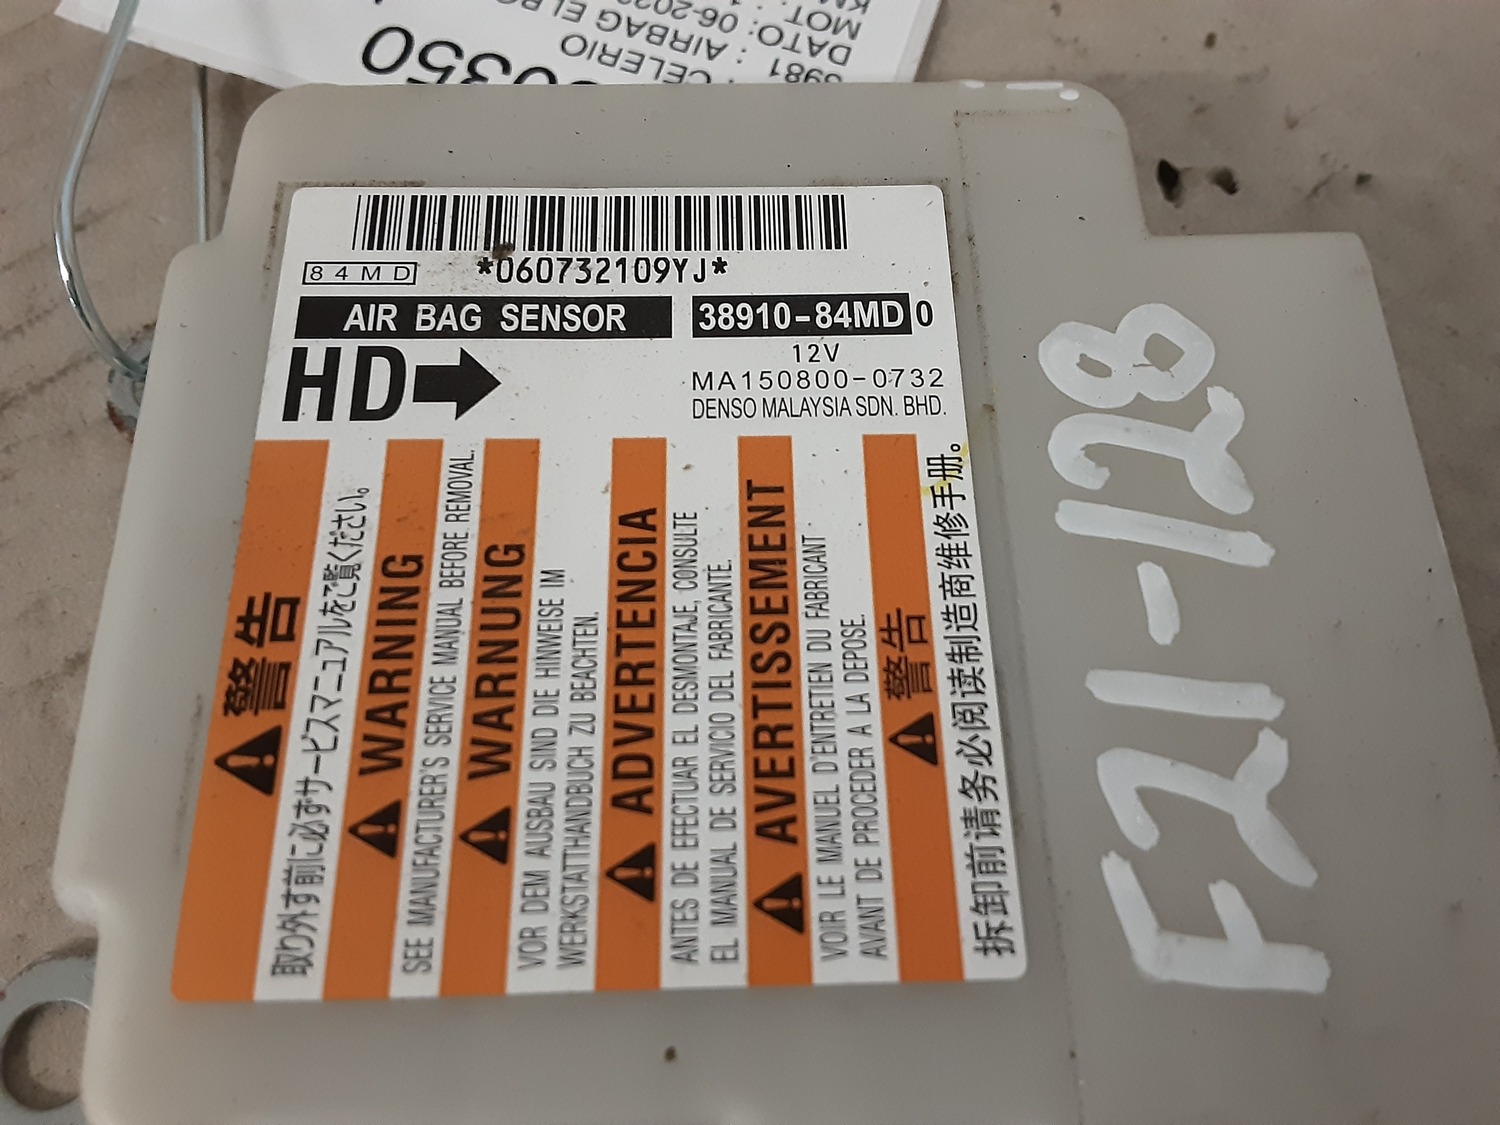 CELERIO
: AIRBAG
DATO: 06-202
MOT
84MD
*060732109YJ*
AIR BAG SENSOR
38910-84MD0
HD
12V
MA150800-0732
DENSO MALAYSIA SDN. BHD.
警告
取り外す前に必ずサービスマニュアルをご覧ください。
WARNING
SEE MANUFACTURER'S SERVICE MANUAL BEFORE REMOVAL.
WARNUNG
VOR DEM AUSBAU SIND DIE HINWEISE IM
WERKSTATTHANDBUCH ZU BEACHTEN.
ADVERTENCIA
ANTES DE EFECTUAR EL DESMONTAJE, CONSULTE
EL MANUAL DE SERVICIO DEL FABRICANTE.
AVERTISSEMENT
VOIR LE MANUEL D'ENTRETIEN DU FABRICANT
AVANT DE PROCEDER A LA DEPOSE.
警告
拆卸前请务必阅读制造商维修手册。
F21-128